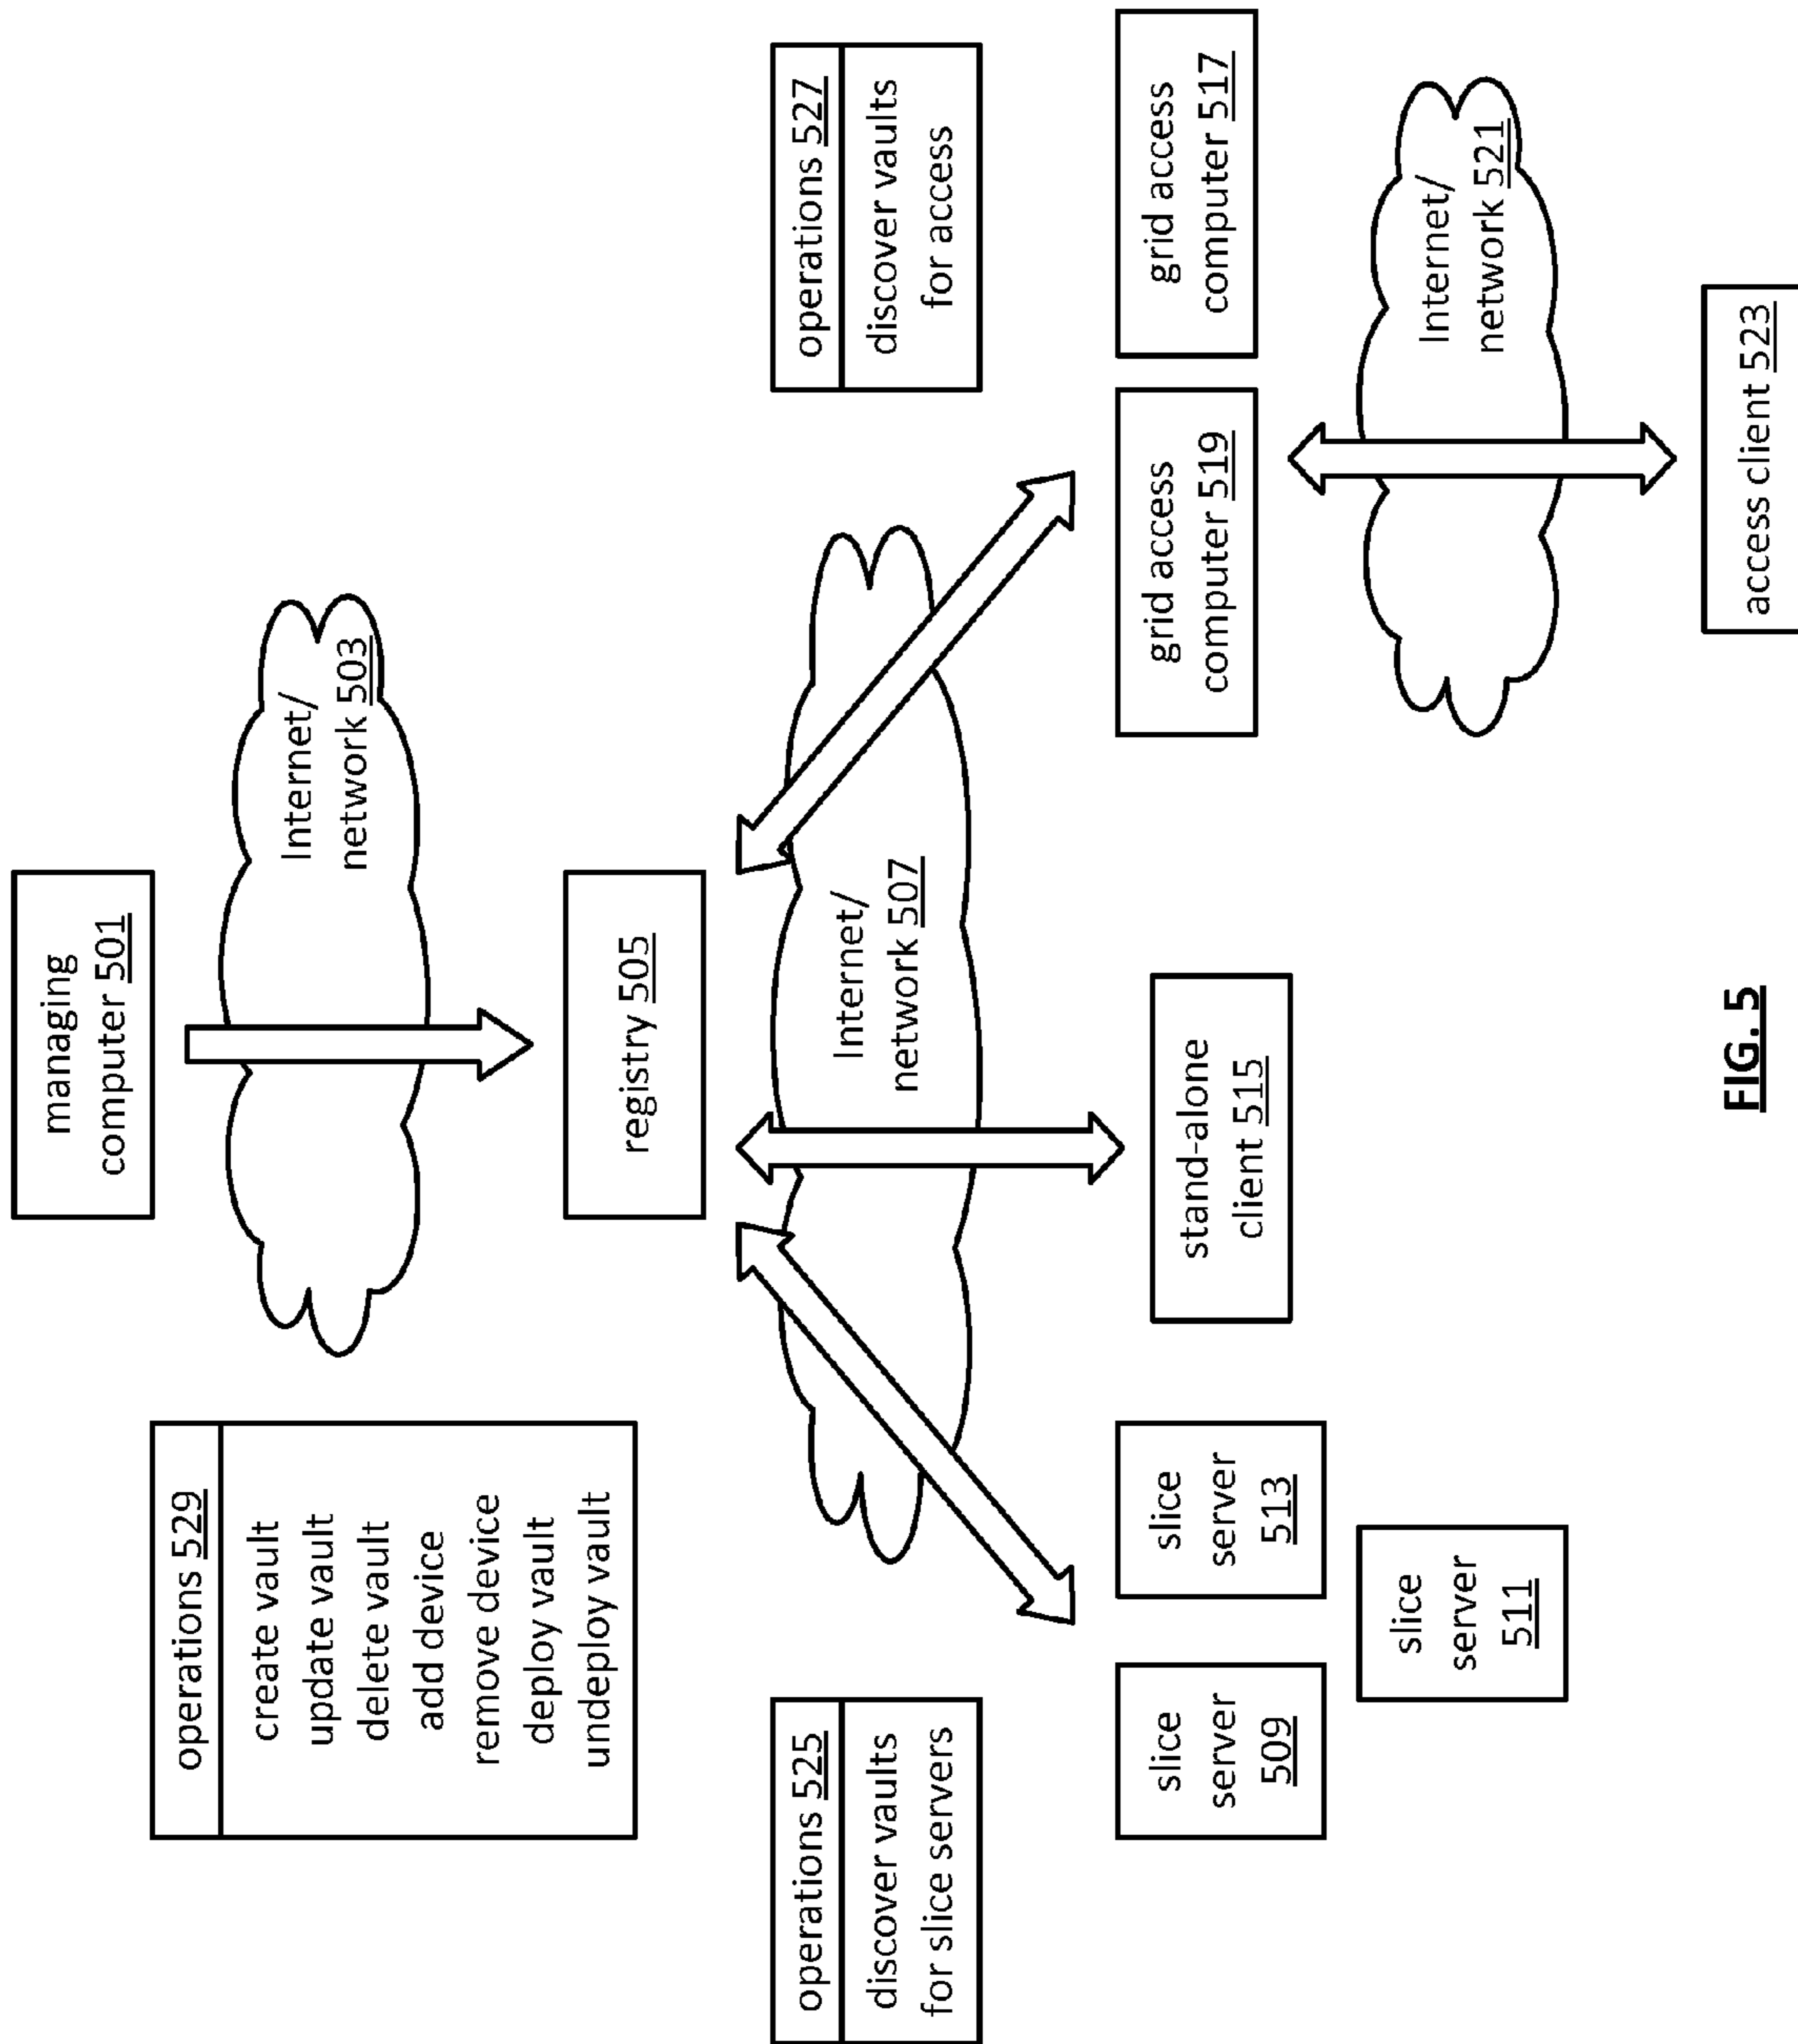 managing
computer 501
operations 529
create vault
update vault
delete vault
add device
remove device
deploy vault
undeploy vault
Internet/
network 503
registry 505
operations 525
discover vaults
for slice servers
Internet/
network 507
operations 527
discover vaults
for access
slice
server
509
slice
server
513
slice
server
511
stand-alone
client 515
grid access
computer 519
grid access
computer 517
Internet/
network 521
access client 523
FIG. 5